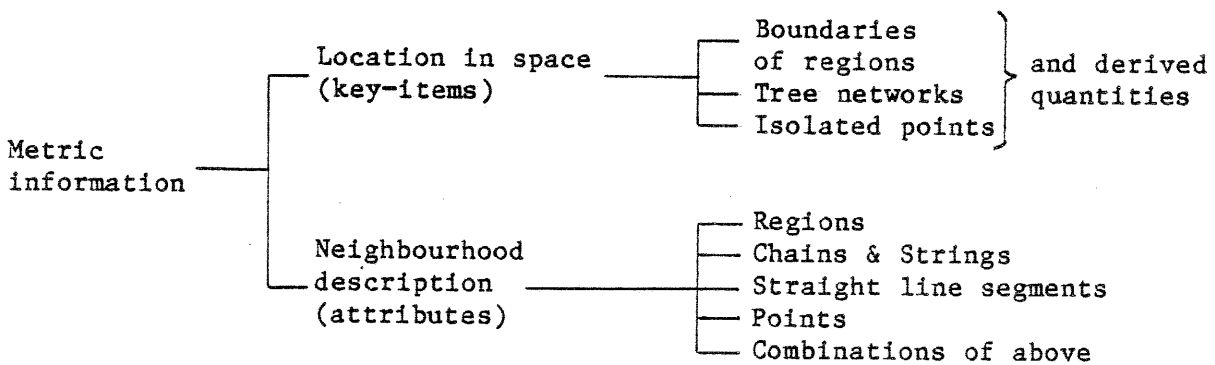 Metric
information
Location in space
(key-items)
Boundaries
of regions
Tree networks
Isolated points
and derived
quantities
Neighbourhood
description
(attributes)
Regions
Chains & Strings
Straight line segments
Points
Combinations of above